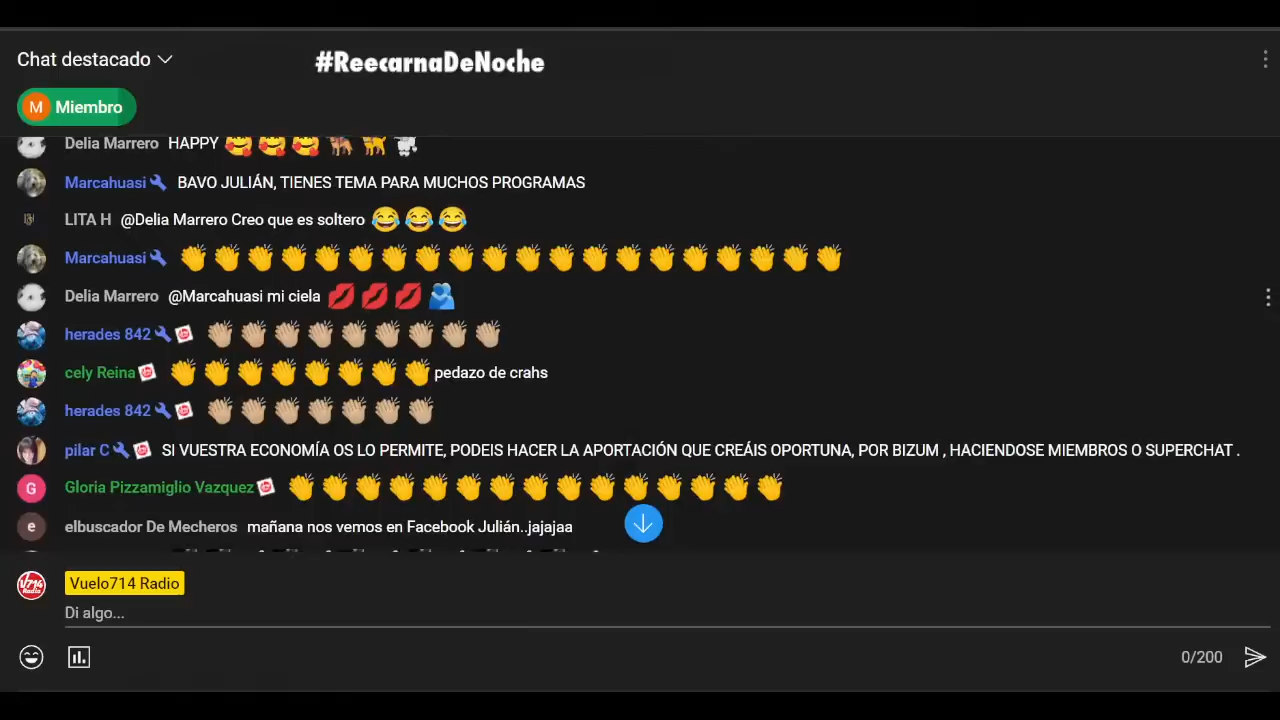 Chat destacado
#ReecarnaDeNoche
M Miembro
Delia Marrero HAPPY 🥰🥰🥰🐕‍🦺🐕🐩
Marcahuasi BAVO JULIÁN, TIENES TEMA PARA MUCHOS PROGRAMAS
LITA H @Delia Marrero Creo que es soltero 😂😂😂
Marcahuasi 👏👏👏👏👏👏👏👏👏👏👏👏👏👏👏👏👏👏👏👏
Delia Marrero @Marcahuasi mi ciela 💋💋💋🫂
herades 842 👏🏼👏🏼👏🏼👏🏼👏🏼👏🏼👏🏼👏🏼👏🏼
cely Reina 👏👏👏👏👏👏👏👏 pedazo de crahs
herades 842 👏🏼👏🏼👏🏼👏🏼👏🏼👏🏼👏🏼
pilar C SI VUESTRA ECONOMÍA OS LO PERMITE, PODEIS HACER LA APORTACIÓN QUE CREÁIS OPORTUNA, POR BIZUM , HACIENDOSE MIEMBROS O SUPERCHAT .
G Gloria Pizzamiglio Vazquez 👏👏👏👏👏👏👏👏👏👏👏👏👏👏👏
e elbuscador De Mecheros mañana nos vemos en Facebook Julián..jajajaa
V714 Radio Vuelo714 Radio
Di algo...
0/200